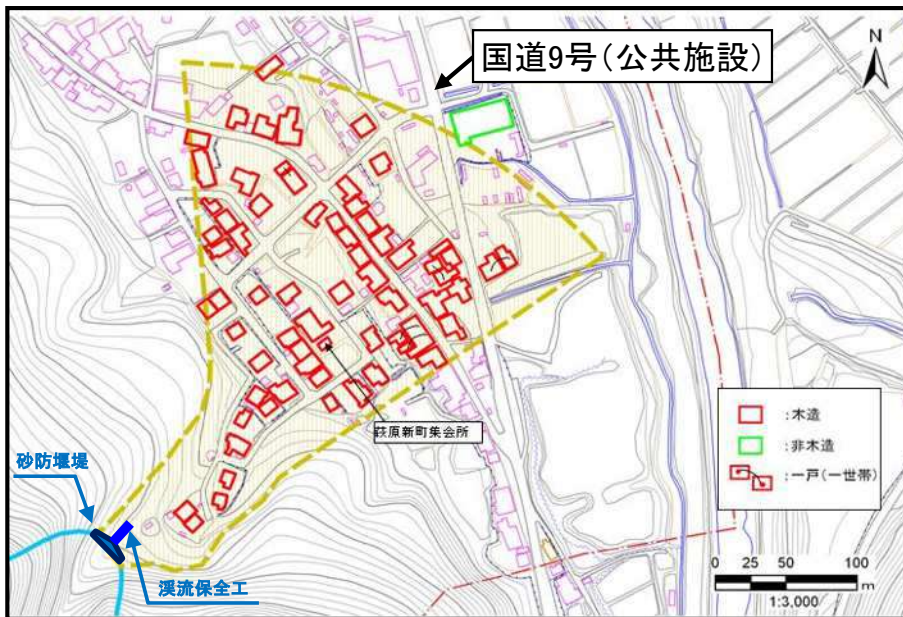 国道9号(公共施設)
N
萩原新町集会所
:木造
:非木造
:一戸(一世帯)
砂防堰堤
渓流保全工
0 25 50 100
m
1:3,000